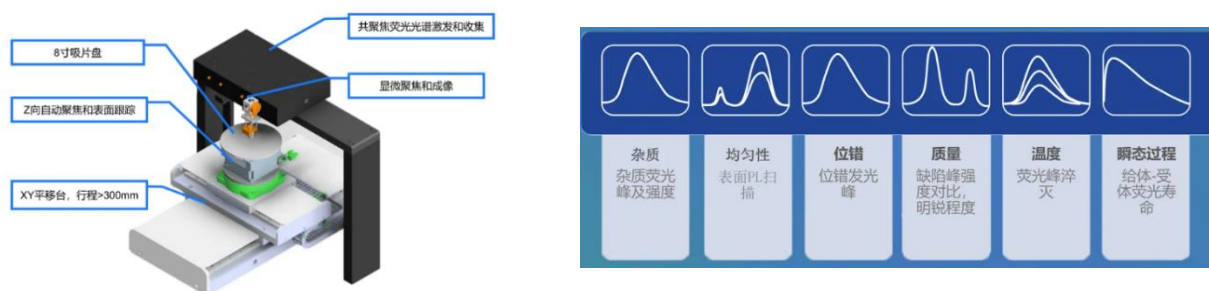 共聚焦荧光光谱激发和收集
8寸吸片盘
显微聚焦和成像
Z向自动聚焦和表面跟踪
XY平移台，行程>300mm
杂质
杂质荧光
峰及强度
均匀性
表面PL扫
描
位错
位错发光
峰
质量
缺陷峰强
度对比，
明锐程度
温度
荧光峰淬
灭
瞬态过程
给体-受
体荧光寿
命